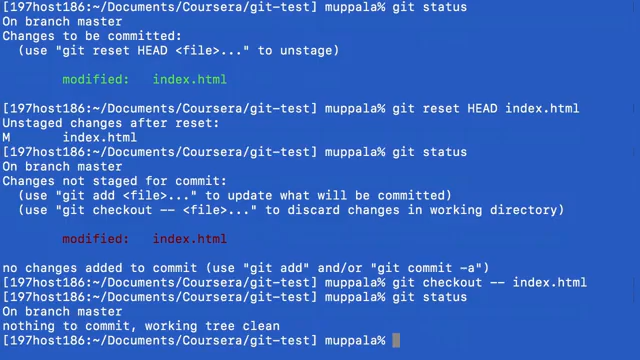 [197host186:~/Documents/Coursera/git-test] muppala% git status
On branch master
Changes to be committed:
  (use "git reset HEAD <file>..." to unstage)
        modified:   index.html
[197host186:~/Documents/Coursera/git-test] muppala% git reset HEAD index.html
Unstaged changes after reset:
M       index.html
[197host186:~/Documents/Coursera/git-test] muppala% git status
On branch master
Changes not staged for commit:
  (use "git add <file>..." to update what will be committed)
  (use "git checkout -- <file>..." to discard changes in working directory)
        modified:   index.html
no changes added to commit (use "git add" and/or "git commit -a")
[197host186:~/Documents/Coursera/git-test] muppala% git checkout -- index.html
[197host186:~/Documents/Coursera/git-test] muppala% git status
On branch master
nothing to commit, working tree clean
[197host186:~/Documents/Coursera/git-test] muppala%